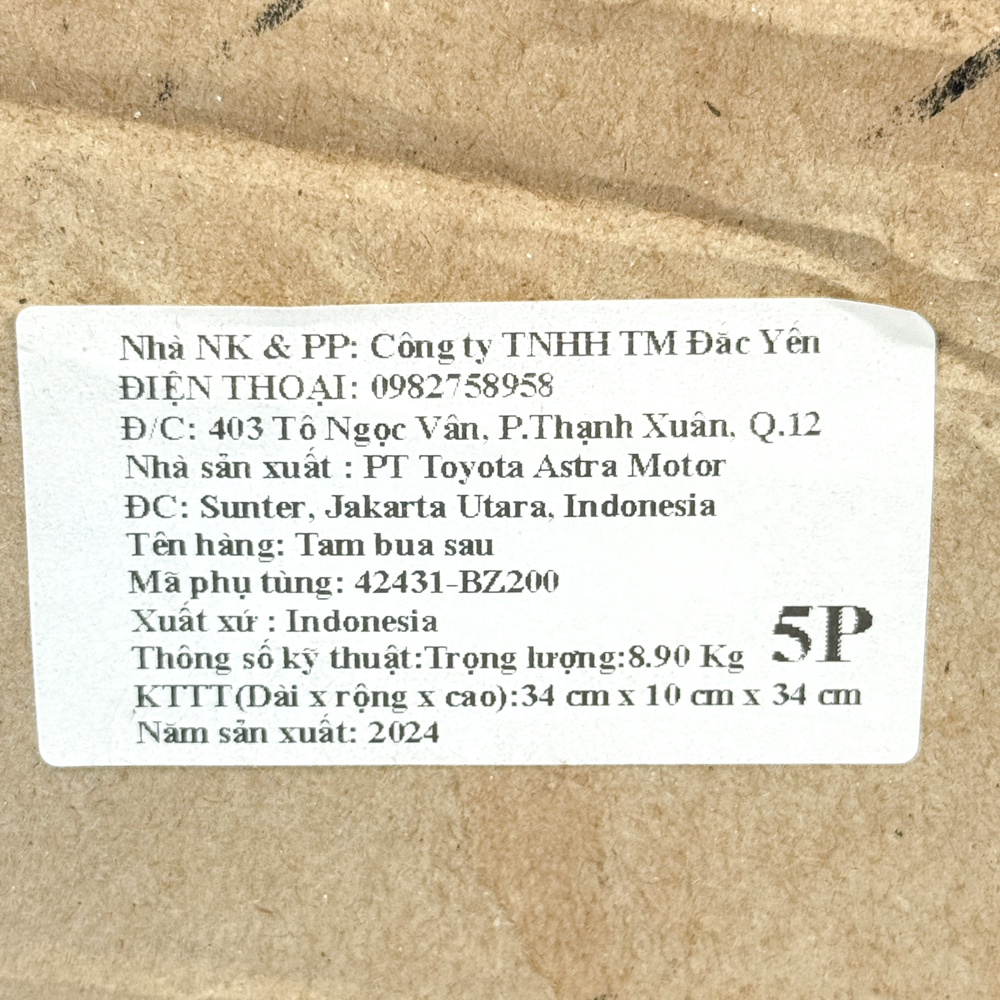 Nhà NK & PP: Công ty TNHH TM Đắc Yến
ĐIỆN THOẠI: 0982758958
Đ/C: 403 Tô Ngọc Vân, P.Thạnh Xuân, Q.12
Nhà sản xuất : PT Toyota Astra Motor
ĐC: Sunter, Jakarta Utara, Indonesia
Tên hàng: Tam bua sau
Mã phụ tùng: 42431-BZ200
Xuất xứ : Indonesia
Thông số kỹ thuật:Trọng lượng:8.90 Kg
5P
KTTT(Dài x rộng x cao):34 cm x 10 cm x 34 cm
Năm sản xuất: 2024